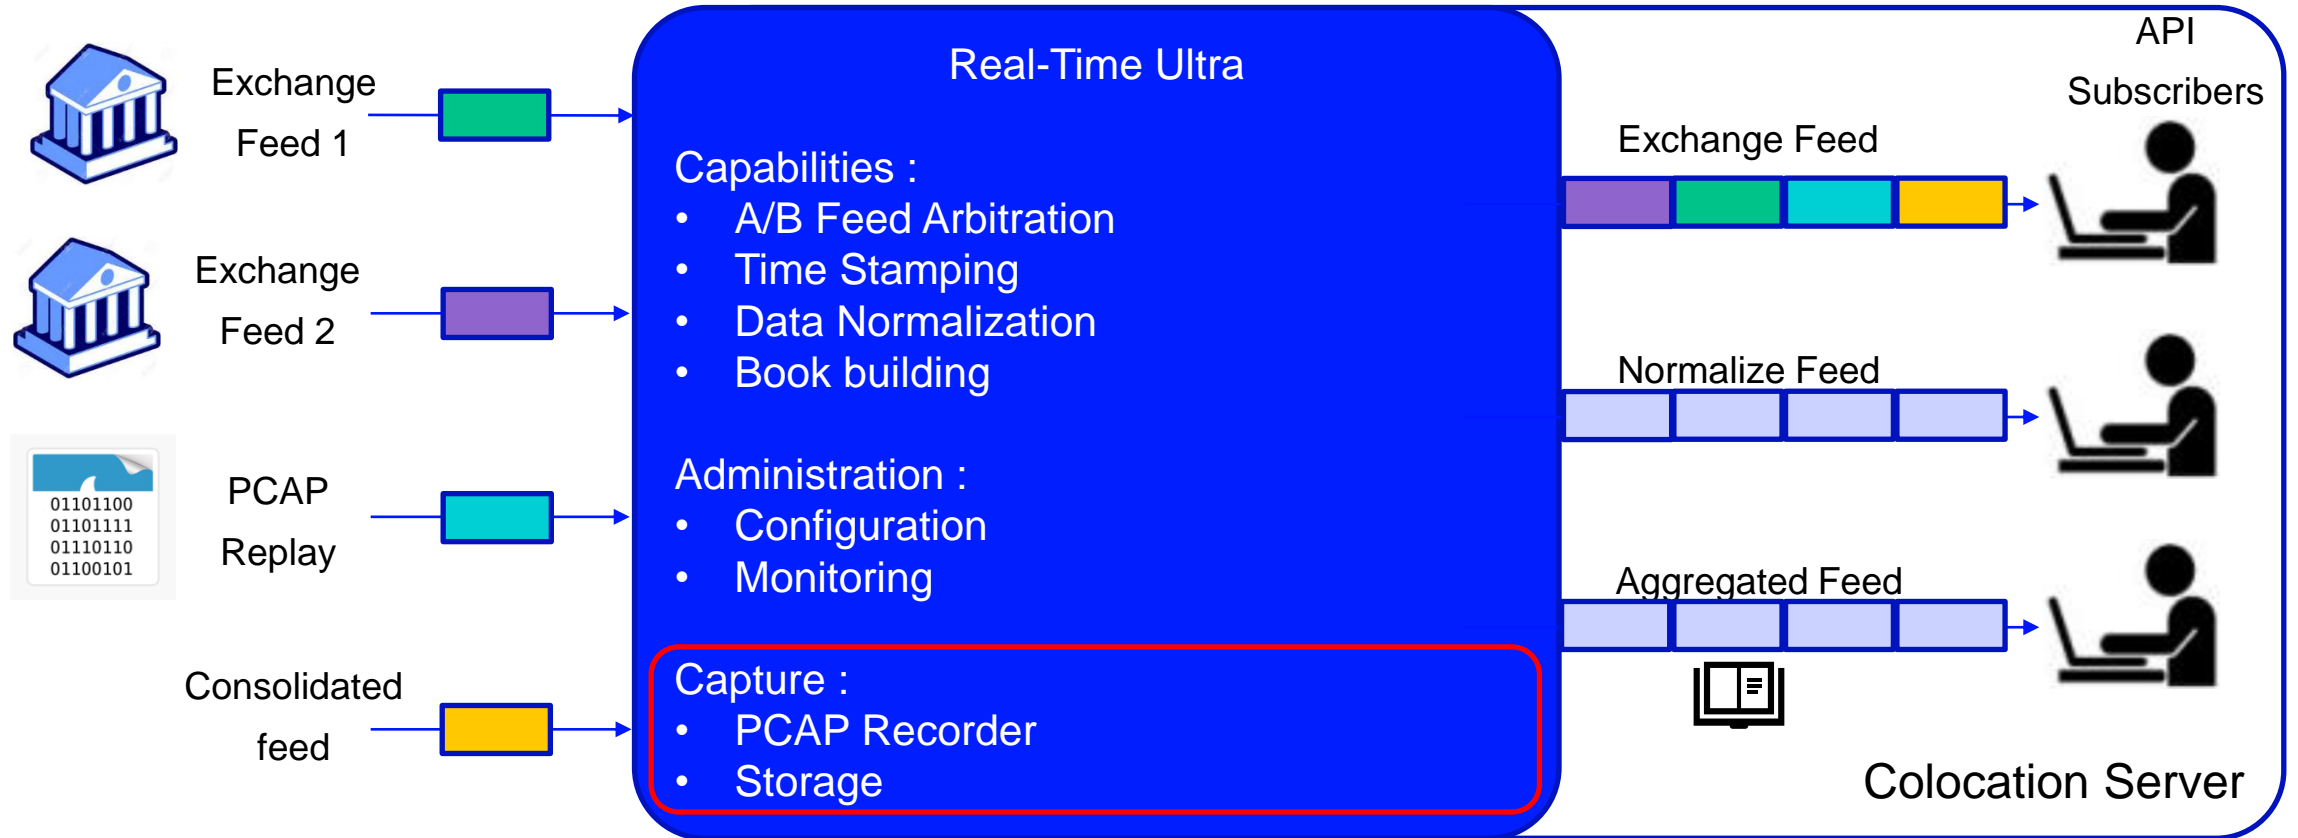 Exchange
Feed 1
Exchange
Feed 2
01101100
01101111
01110110
01100101
PCAP
Replay
Consolidated
feed
Real-Time Ultra
Capabilities :
• A/B Feed Arbitration
• Time Stamping
• Data Normalization
• Book building
Administration :
• Configuration
• Monitoring
Capture :
• PCAP Recorder
• Storage
API
Subscribers
Exchange Feed
Normalize Feed
Aggregated Feed
Colocation Server